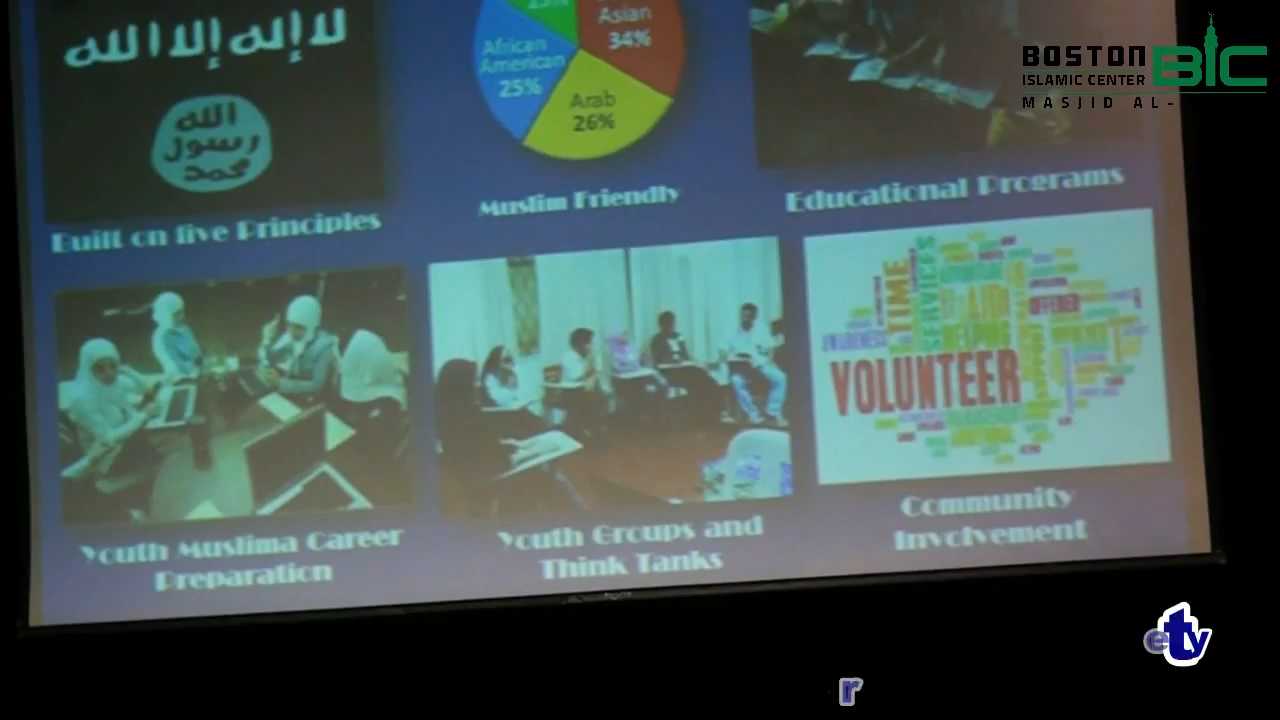 لا إله إلا الله
الله
رسول
محمد
Built on five Principles
Asian
34%
African
American
25%
Arab
26%
Muslim Friendly
Educational Programs
BOSTON BIC
ISLAMIC CENTER
MASJID AL-
Youth Muslima Career
Preparation
Youth Groups and
Think Tanks
TIME
SERVICES
AID
HELPING
OFFERED
VOLUNTEER
Community
Involvement
etv
r